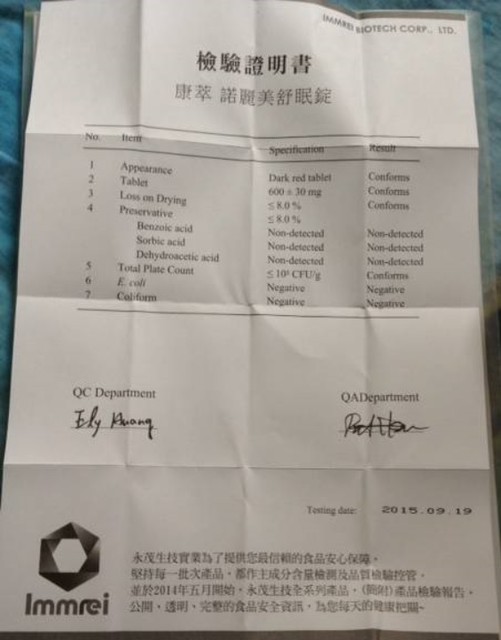 IMMREI BIOTECH CORP., LTD.
檢驗證明書
康萃 諾麗美舒眠錠
No. Item Specification Result
1 Appearance Dark red tablet Conforms
2 Tablet 600 ± 30 mg Conforms
3 Loss on Drying ≤ 8.0 % Conforms
4 Preservative ≤ 8.0 %
Benzoic acid Non-detected Non-detected
Sorbic acid Non-detected Non-detected
Dehydroacetic acid Non-detected Non-detected
5 Total Plate Count CFU/g Conforms
6 E. coli Negative Negative
7 Coliform Negative Negative
QC Department QADepartment
Testing date: 2015.09.19
永茂生技實業為了提供您最信賴的食品安心保障，
堅持每一批次產品，都作主成分含量檢測及品質檢驗控管，
並於2014年五月開始，永茂生技全系列產品，(簡附)產品檢驗報告，
公開、透明、完整的食品安全資訊，為您每天的健康把關~
Immrei